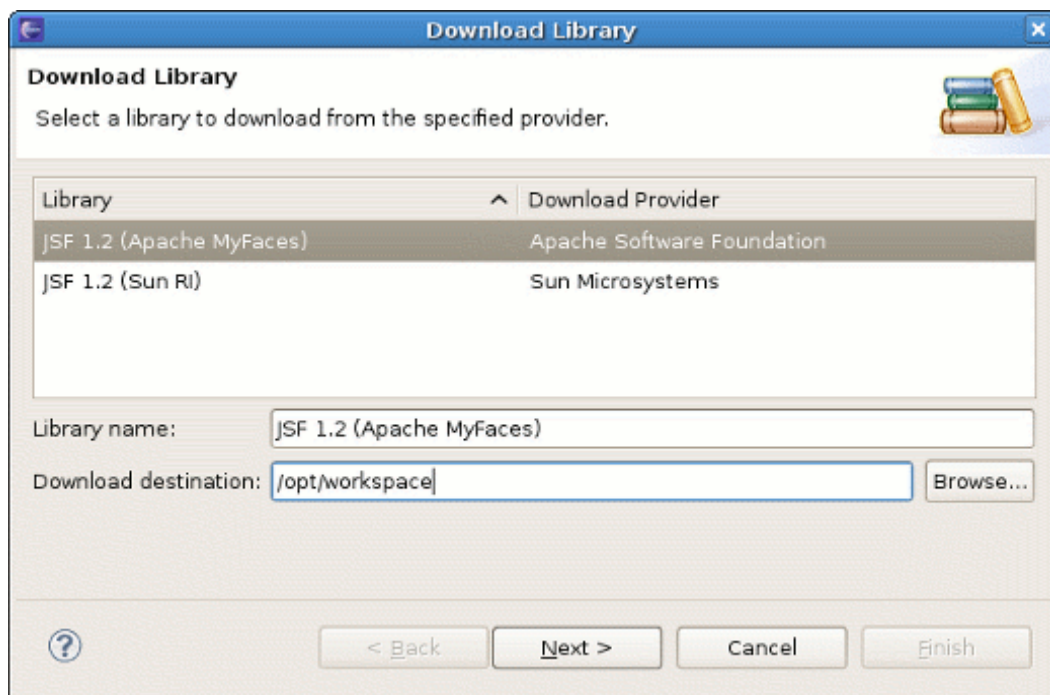 Download Library
Download Library
Select a library to download from the specified provider.
Library Download Provider
JSF 1.2 (Apache MyFaces) Apache Software Foundation
JSF 1.2 (Sun RI) Sun Microsystems
Library name: JSF 1.2 (Apache MyFaces)
Download destination: /opt/workspace Browse...
? < Back Next > Cancel Finish